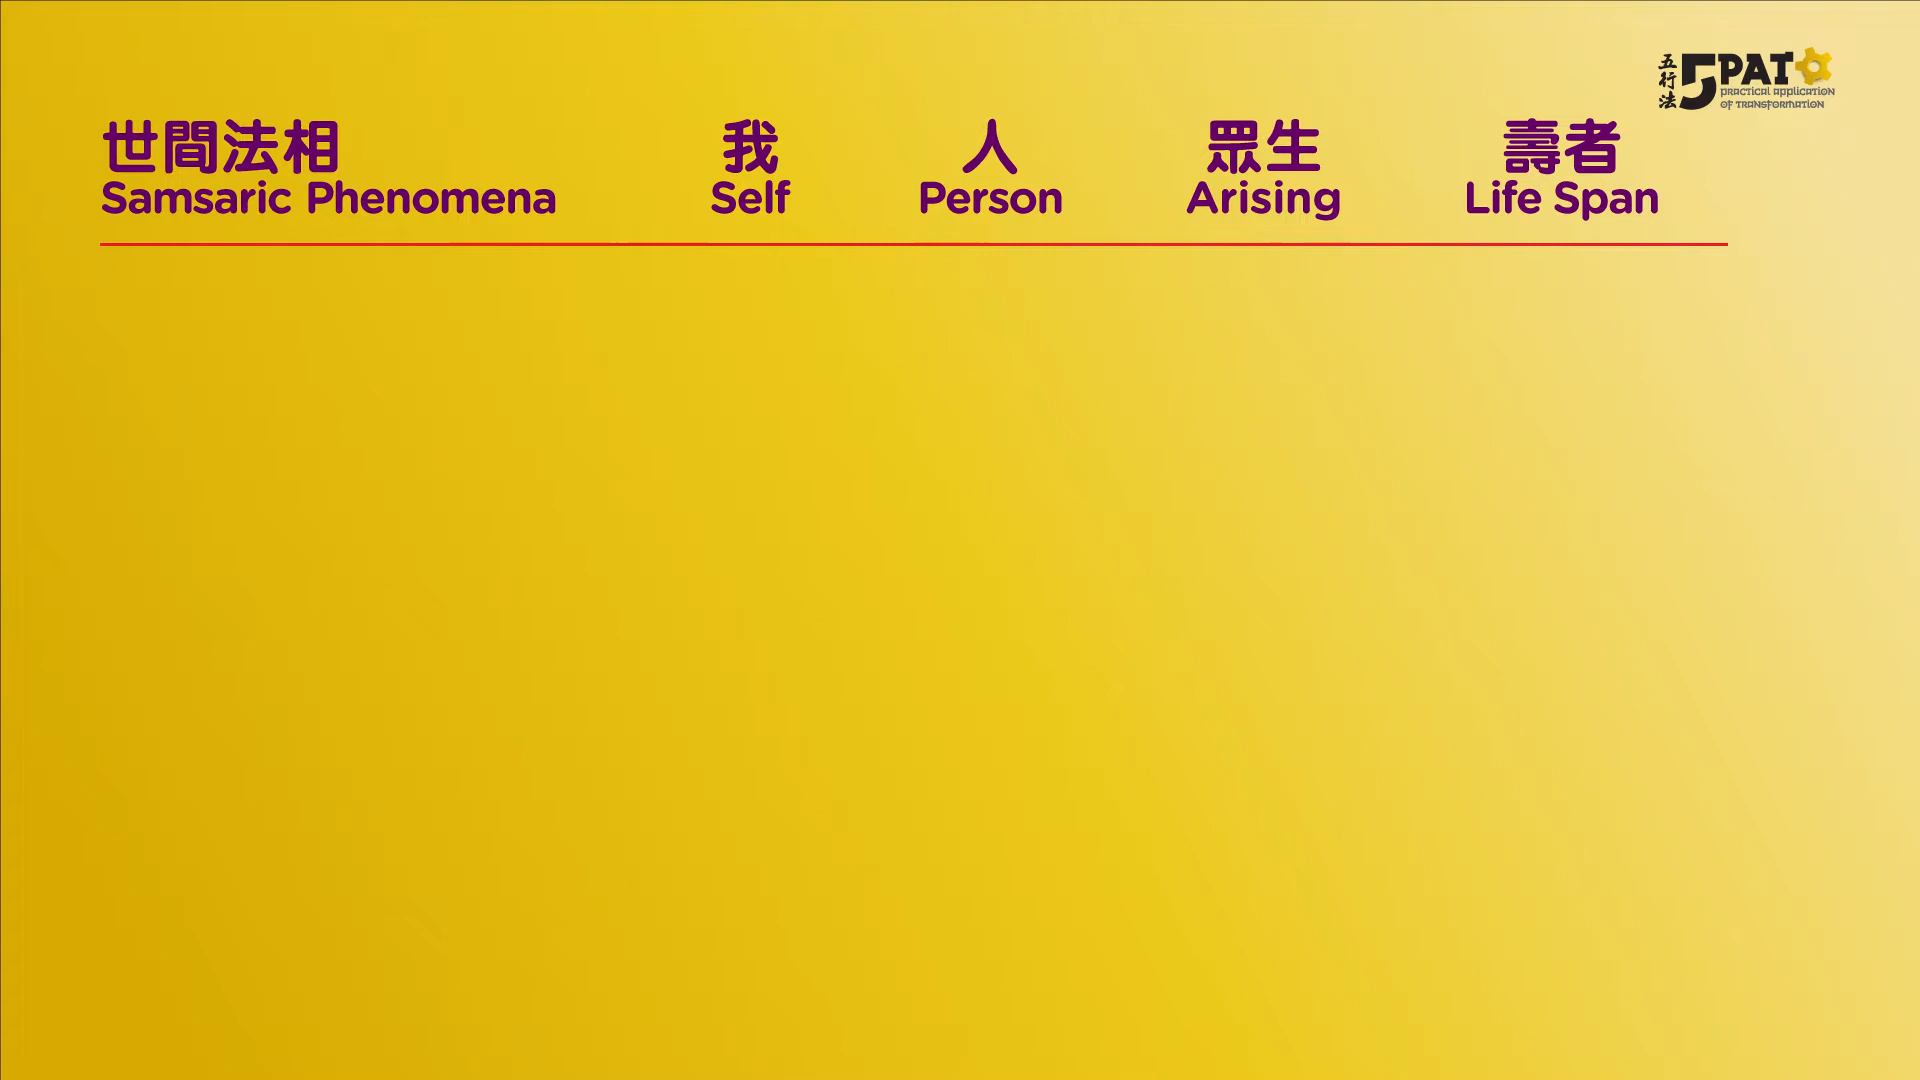 世間法相 我 人 眾生 壽者
Samsaric Phenomena Self Person Arising Life Span
五行法 5PAT
PRACTICAL APPLICATION
OF TRANSFORMATION